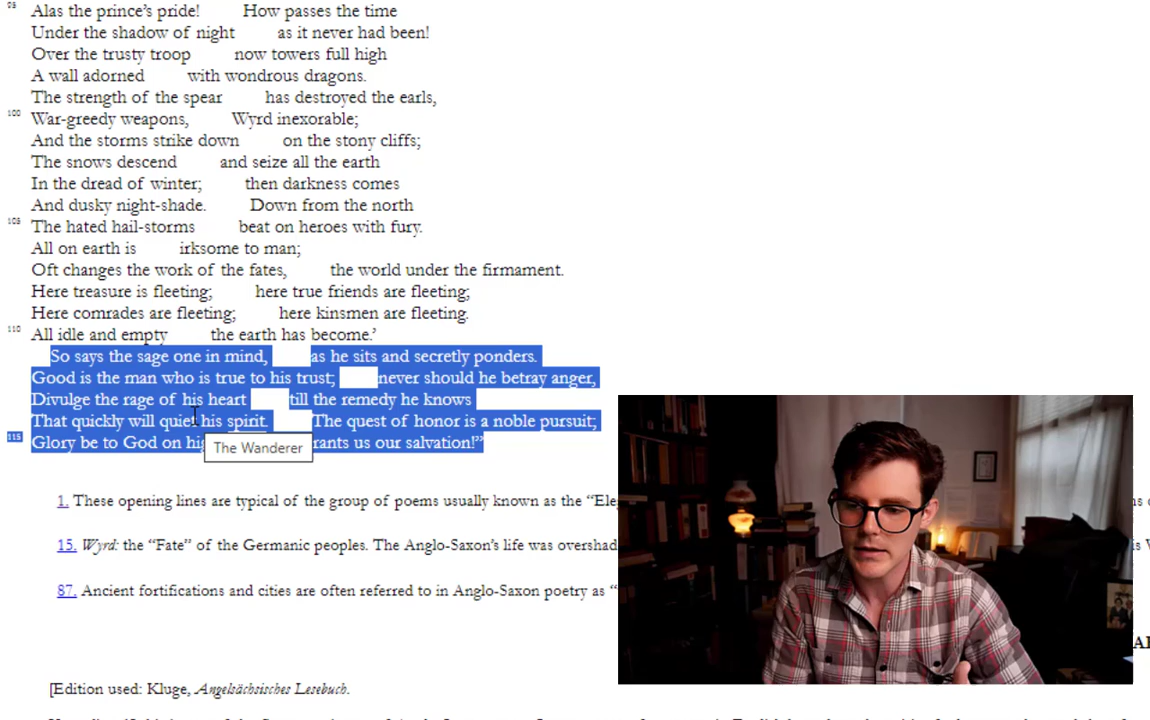 95
Alas the prince's pride! How passes the time
Under the shadow of night as it never had been!
Over the trusty troop now towers full high
A wall adorned with wondrous dragons.
The strength of the spear has destroyed the earls,
100 War-greedy weapons, Wyrd inexorable;
And the storms strike down on the stony cliffs;
The snows descend and seize all the earth
In the dread of winter; then darkness comes
And dusky night-shade. Down from the north
105 The hated hail-storms beat on heroes with fury.
All on earth is irksome to man;
Oft changes the work of the fates, the world under the firmament.
Here treasure is fleeting; here true friends are fleeting;
Here comrades are fleeting; here kinsmen are fleeting.
110 All idle and empty the earth has become.'
So says the sage one in mind, as he sits and secretly ponders.
Good is the man who is true to his trust; never should he betray anger,
Divulge the rage of his heart till the remedy he knows
That quickly will quiet his spirit. The quest of honor is a noble pursuit;
115 Glory be to God on hig rants us our salvation!”
The Wanderer
1. These opening lines are typical of the group of poems usually known as the “Ele
15. Wyrd: the “Fate” of the Germanic peoples. The Anglo-Saxon's life was overshad
87. Ancient fortifications and cities are often referred to in Anglo-Saxon poetry as “
[Edition used: Kluge, Angelsächsisches Lesebuch.